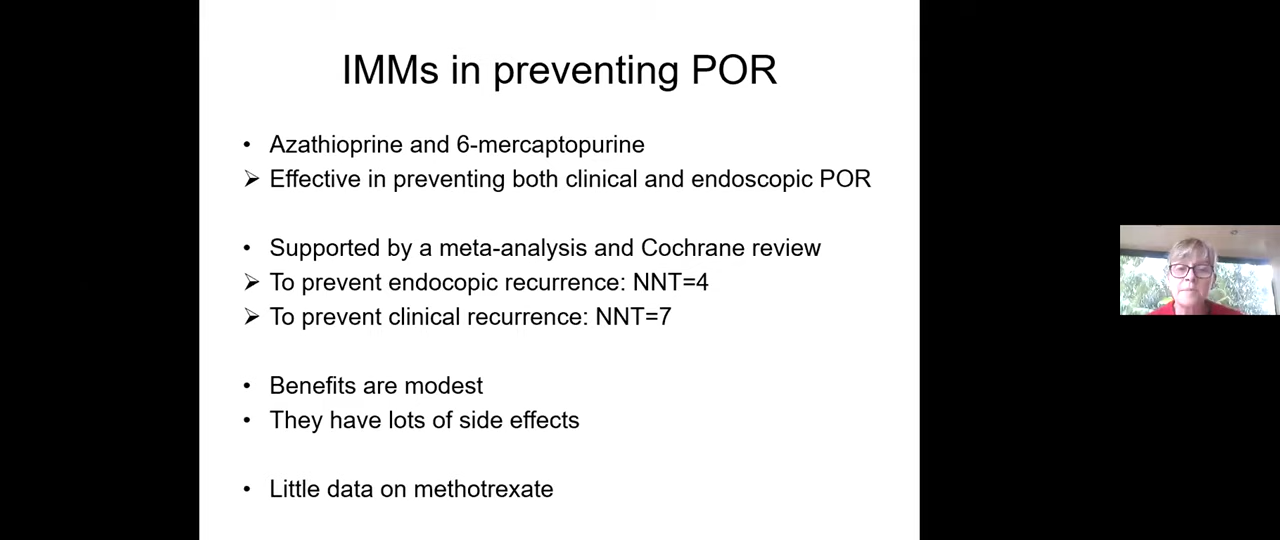 IMMs in preventing POR
• Azathioprine and 6-mercaptopurine
➢ Effective in preventing both clinical and endoscopic POR
• Supported by a meta-analysis and Cochrane review
➢ To prevent endocopic recurrence: NNT=4
➢ To prevent clinical recurrence: NNT=7
• Benefits are modest
• They have lots of side effects
• Little data on methotrexate